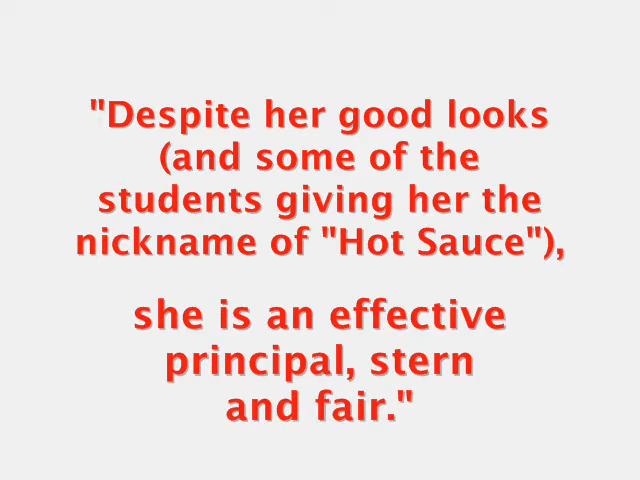 "Despite her good looks
(and some of the
students giving her the
nickname of "Hot Sauce"),
she is an effective
principal, stern
and fair."